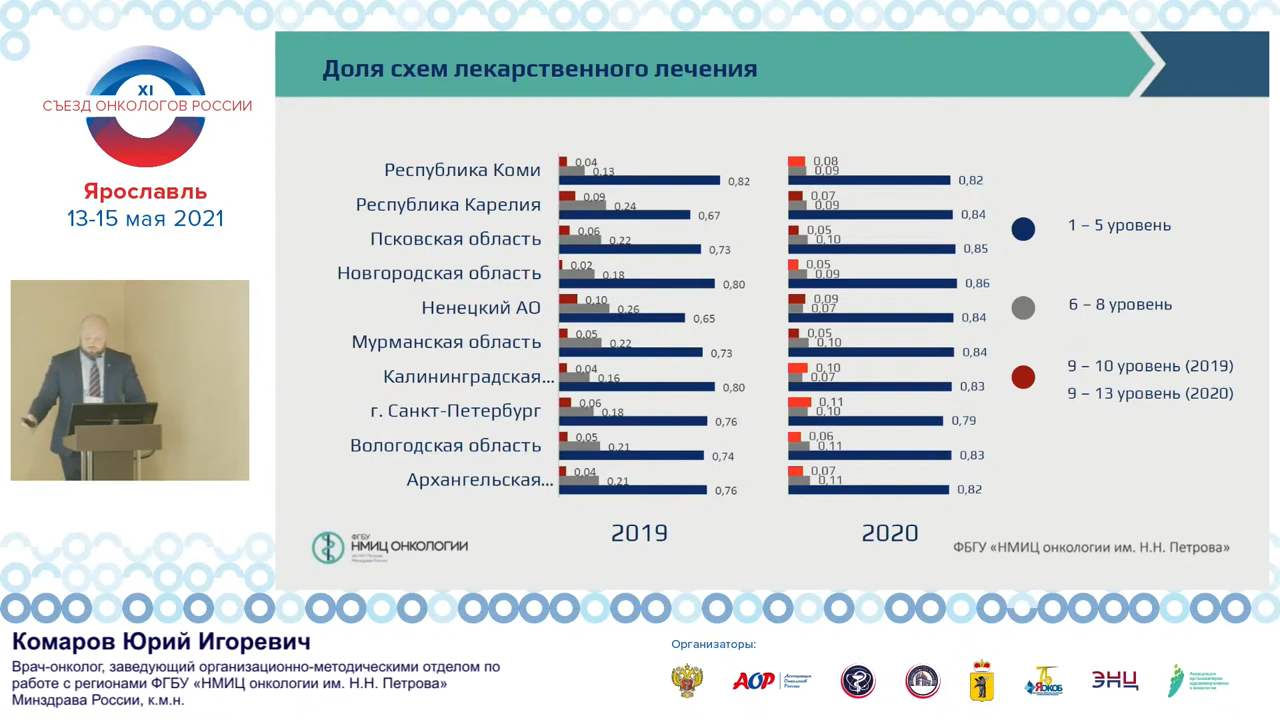 XI
СЪЕЗД ОНКОЛОГОВ РОССИИ
Ярославль
13-15 мая 2021
Доля схем лекарственного лечения
Республика Коми
0,04
0,13
0,82
0,08
0,09
0,82
Республика Карелия
0,09
0,24
0,67
0,07
0,09
0,84
Псковская область
0,06
0,22
0,73
0,05
0,10
0,85
Новгородская область
0,02
0,18
0,80
0,05
0,09
0,86
Ненецкий АО
0,10
0,26
0,65
0,09
0,07
0,84
Мурманская область
0,05
0,22
0,73
0,05
0,10
0,84
Калининградская...
0,04
0,16
0,80
0,10
0,07
0,83
г. Санкт-Петербург
0,06
0,18
0,76
0,11
0,10
0,79
Вологодская область
0,05
0,21
0,74
0,06
0,11
0,83
Архангельская...
0,04
0,21
0,76
0,07
0,11
0,82
1 – 5 уровень
6 – 8 уровень
9 – 10 уровень (2019)
9 – 13 уровень (2020)
2019
2020
ФГБУ
НМИЦ ОНКОЛОГИИ
ФБГУ «НМИЦ онкологии им. Н.Н. Петрова»
Комаров Юрий Игоревич
Врач-онколог, заведующий организационно-методическими отделом по
работе с регионами ФГБУ «НМИЦ онкологии им. Н.Н. Петрова»
Минздрава России, к.м.н.
Организаторы:
АОР
Ассоциация
Онкологов
России
ЯОКОБ
ЭНЦ